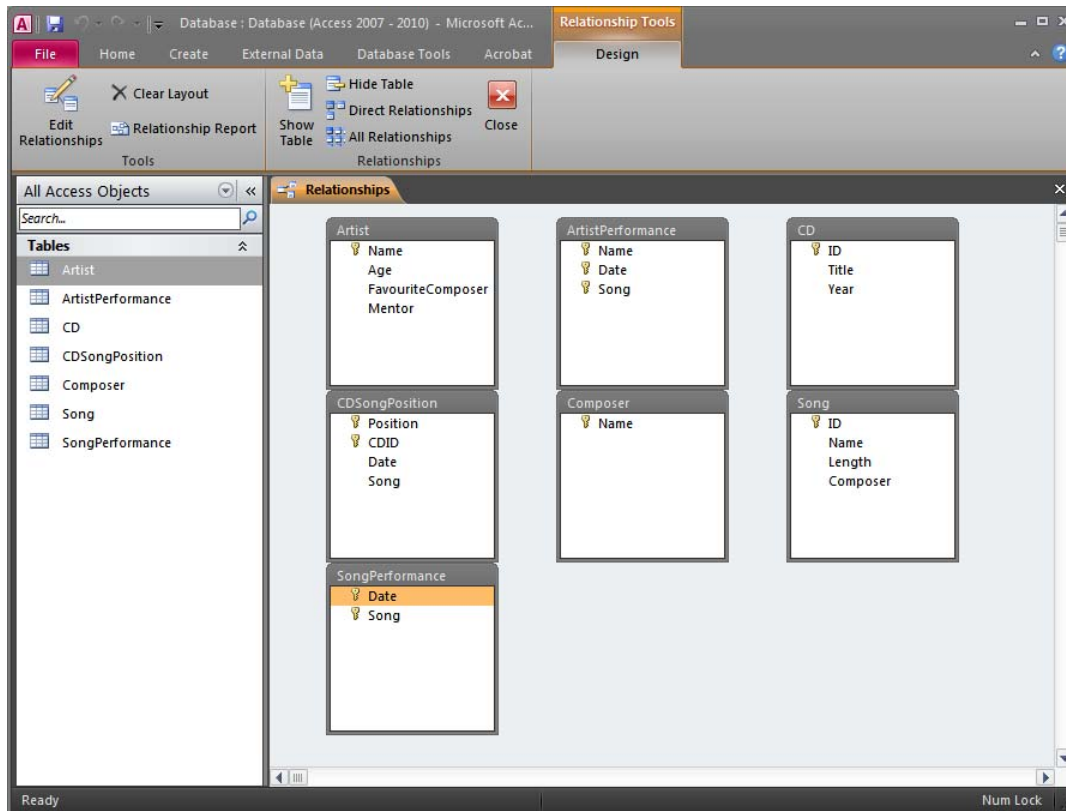 Database : Database (Access 2007 - 2010) - Microsoft Ac...
Relationship Tools
File
Home
Create
External Data
Database Tools
Acrobat
Design
Edit
Relationships
Clear Layout
Relationship Report
Tools
Show
Table
Hide Table
Direct Relationships
All Relationships
Close
Relationships
All Access Objects
Search...
Tables
Artist
ArtistPerformance
CD
CDSongPosition
Composer
Song
SongPerformance
Relationships
Artist
Name
Age
FavouriteComposer
Mentor
ArtistPerformance
Name
Date
Song
CD
ID
Title
Year
CDSongPosition
Position
CDID
Date
Song
Composer
Name
Song
ID
Name
Length
Composer
SongPerformance
Date
Song
Ready
Num Lock